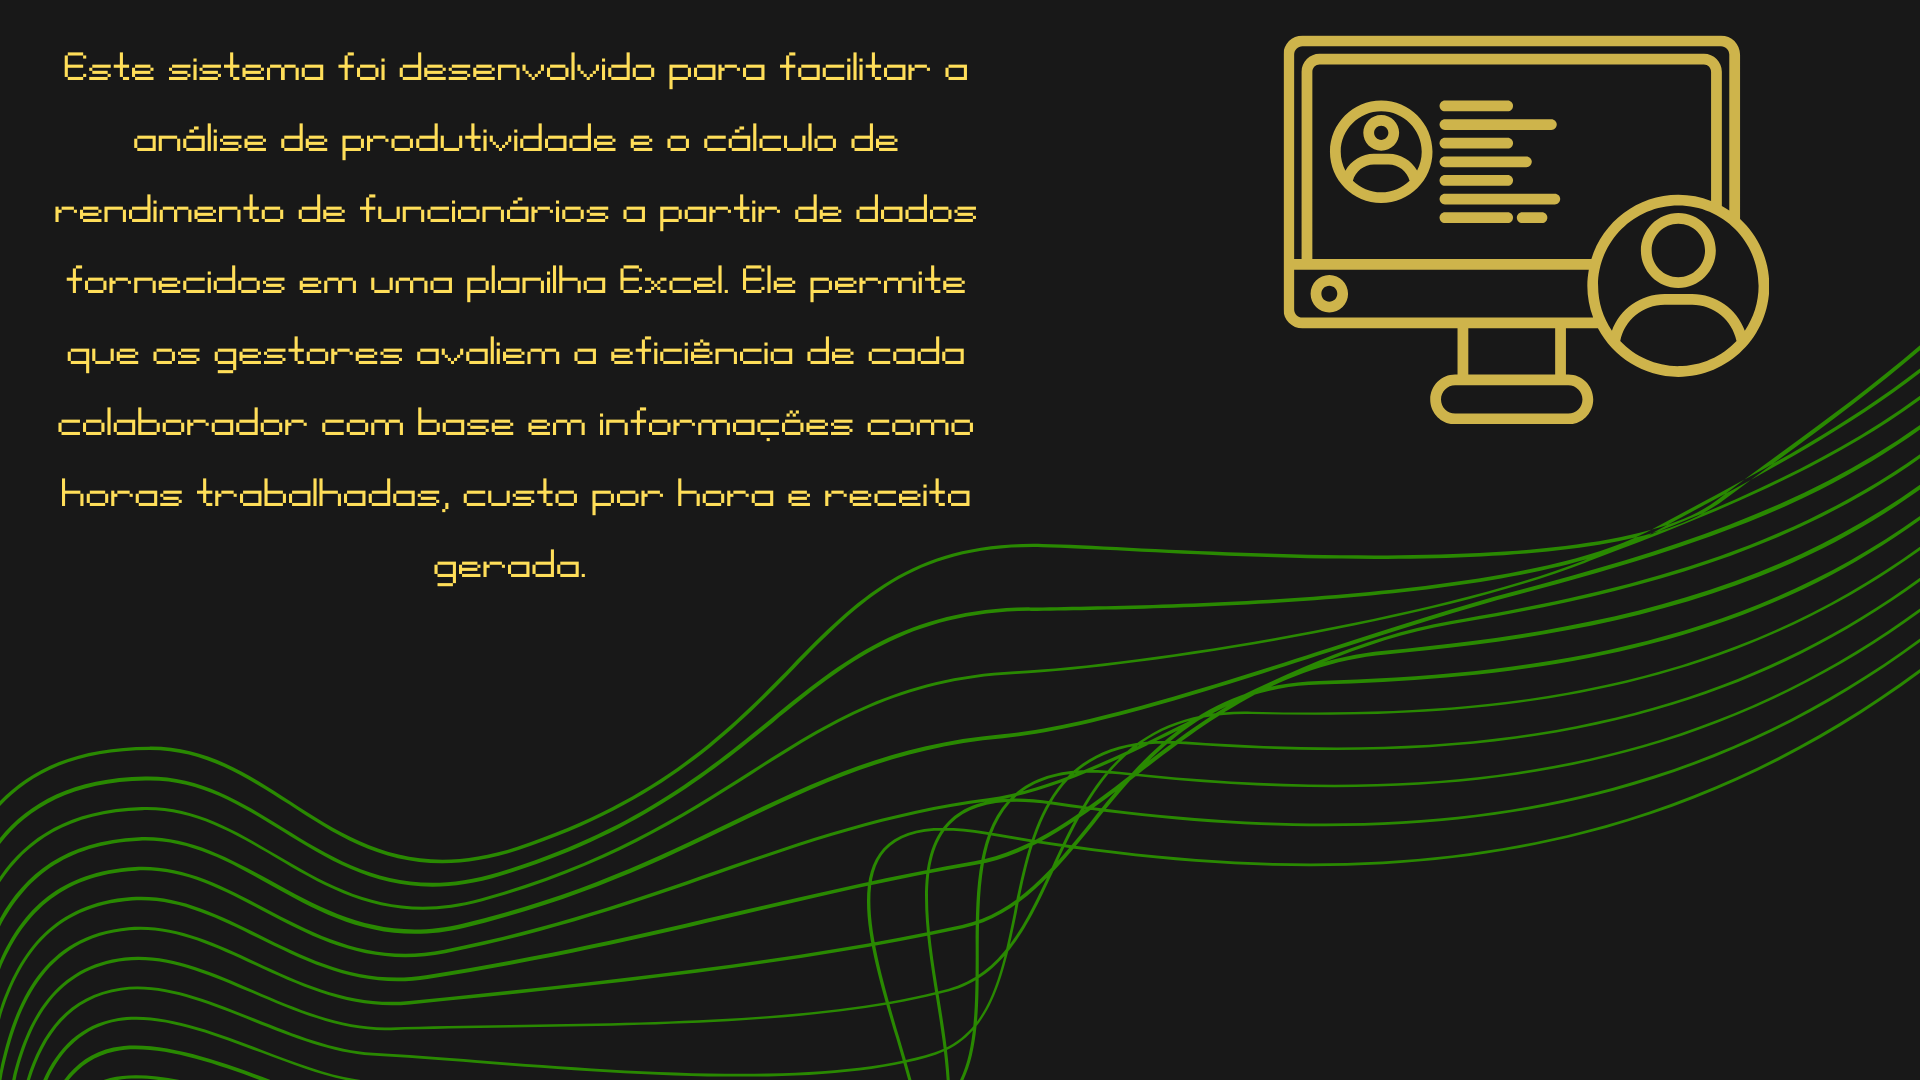 Este sistema foi desenvolvido para facilitar a
análise de produtividade e o cálculo de
rendimento de funcionários a partir de dados
fornecidos em uma planilha Excel. Ele permite
que os gestores avaliem a eficiência de cada
colaborador com base em informações como
horas trabalhadas, custo por hora e receita
gerada.